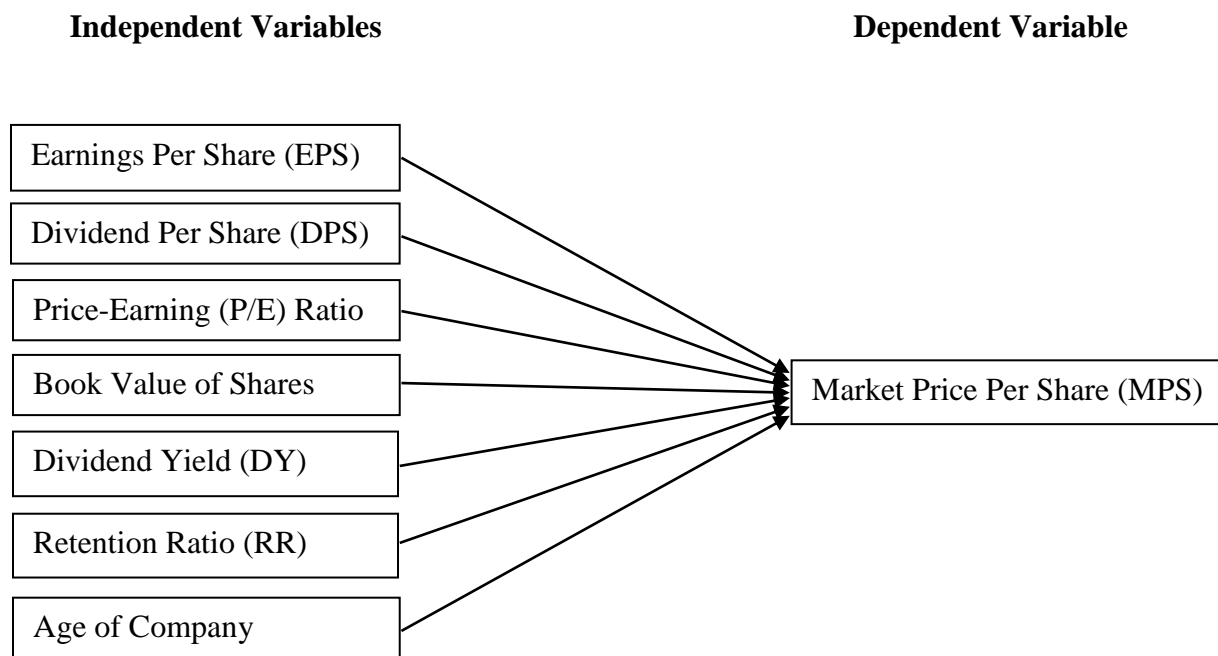 Independent Variables
Dependent Variable
Earnings Per Share (EPS)
Dividend Per Share (DPS)
Price-Earning (P/E) Ratio
Book Value of Shares
Market Price Per Share (MPS)
Dividend Yield (DY)
Retention Ratio (RR)
Age of Company